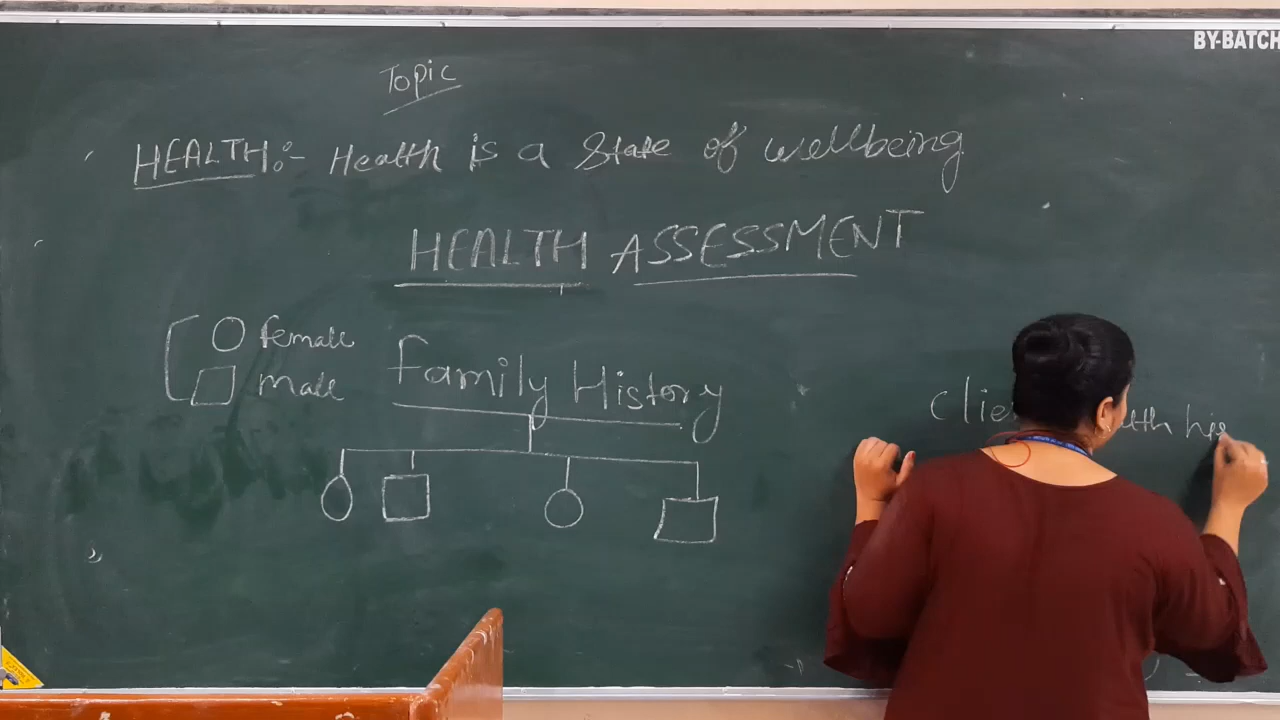 BY-BATCH
Topic
HEALTH:- Health is a State of wellbeing
HEALTH ASSESSMENT
female
male
family History